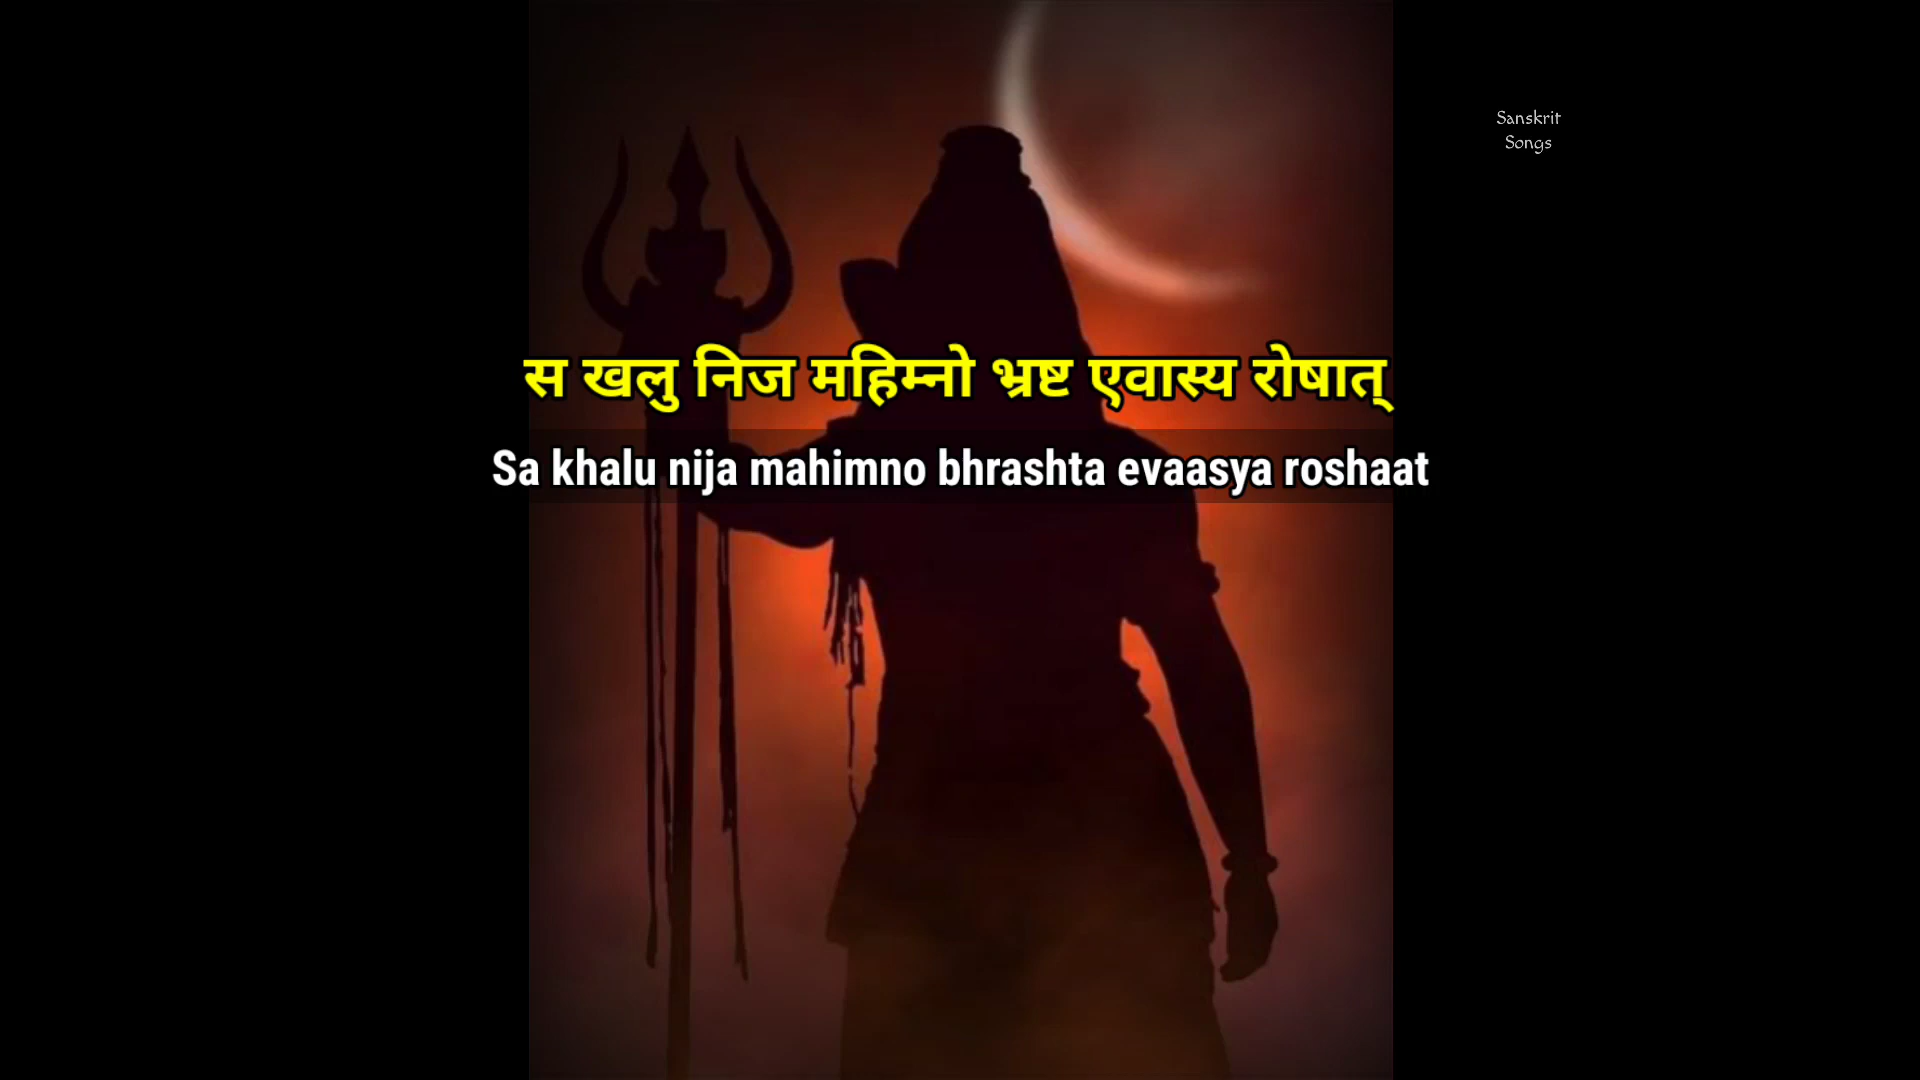 Sanskrit
Songs
स खलु निज महिम्नो भ्रष्ट एवास्य रोषात्
Sa khalu nija mahimno bhrashta evaasya roshaat